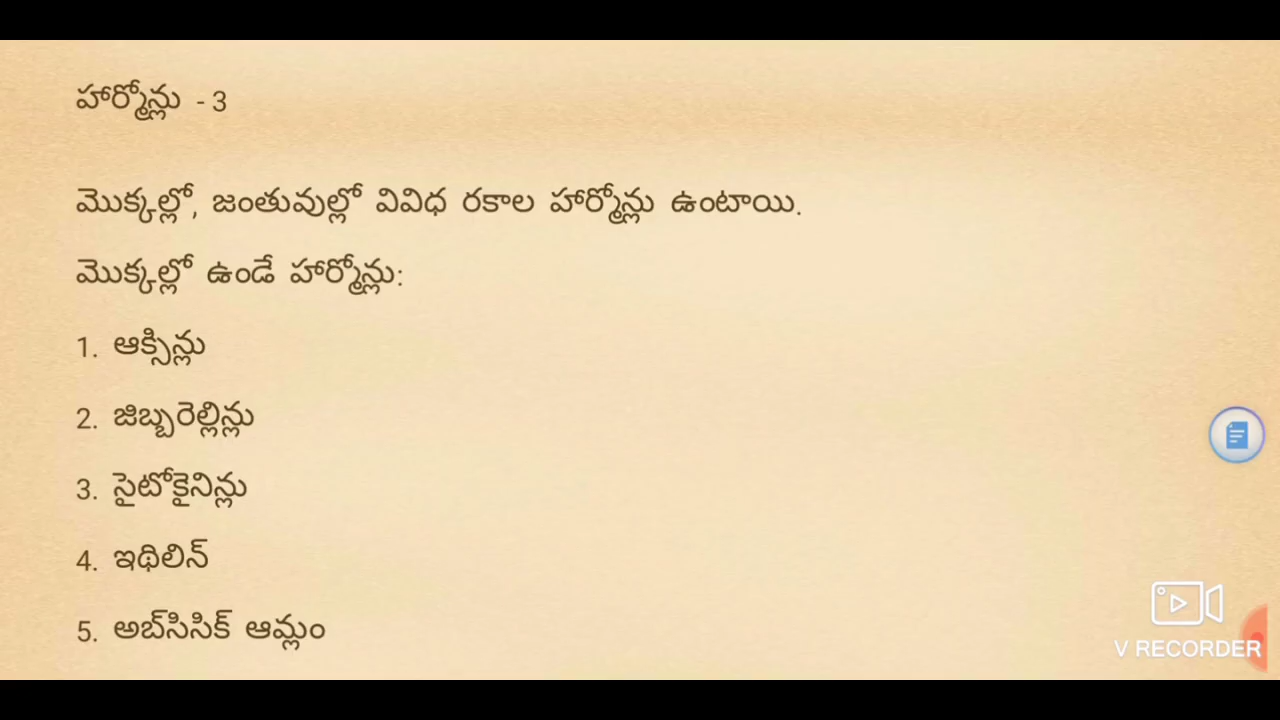 హార్మోన్లు - 3
మొక్కల్లో, జంతువుల్లో వివిధ రకాల హార్మోన్లు ఉంటాయి.
మొక్కల్లో ఉండే హార్మోన్లు:
1. ఆక్సిన్లు
2. జిబ్బరెల్లిన్లు
3. సైటోకైనిన్లు
4. ఇథిలిన్
5. అబ్‌సిసిక్ ఆమ్లం
V RECORDER